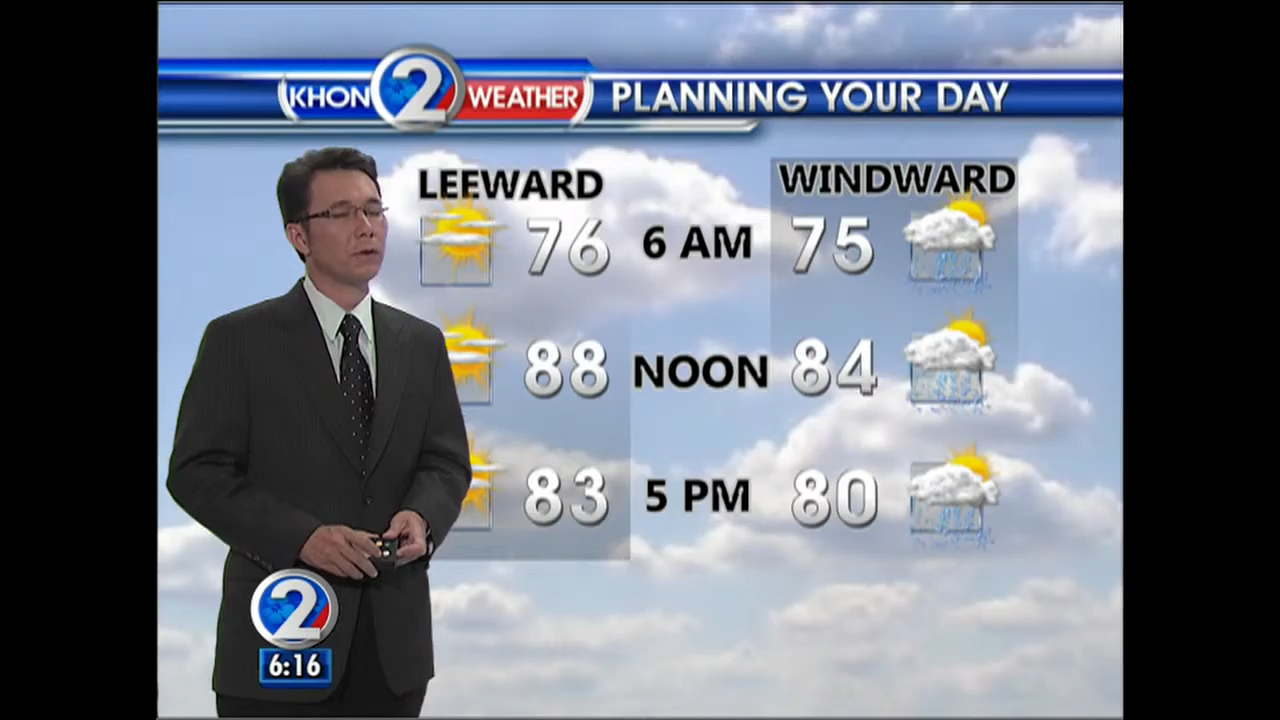 KHON 2 WEATHER PLANNING YOUR DAY
LEEWARD WINDWARD
76 6 AM 75
88 NOON 84
83 5 PM 80
2
6:16